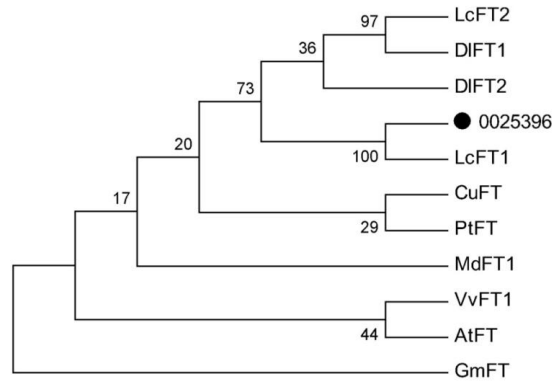 LcFT2
97
DlFT1
36
DlFT2
73
0025396
100
LcFT1
20
CuFT
29
PtFT
17
MdFT1
VvFT1
44
AtFT
GmFT